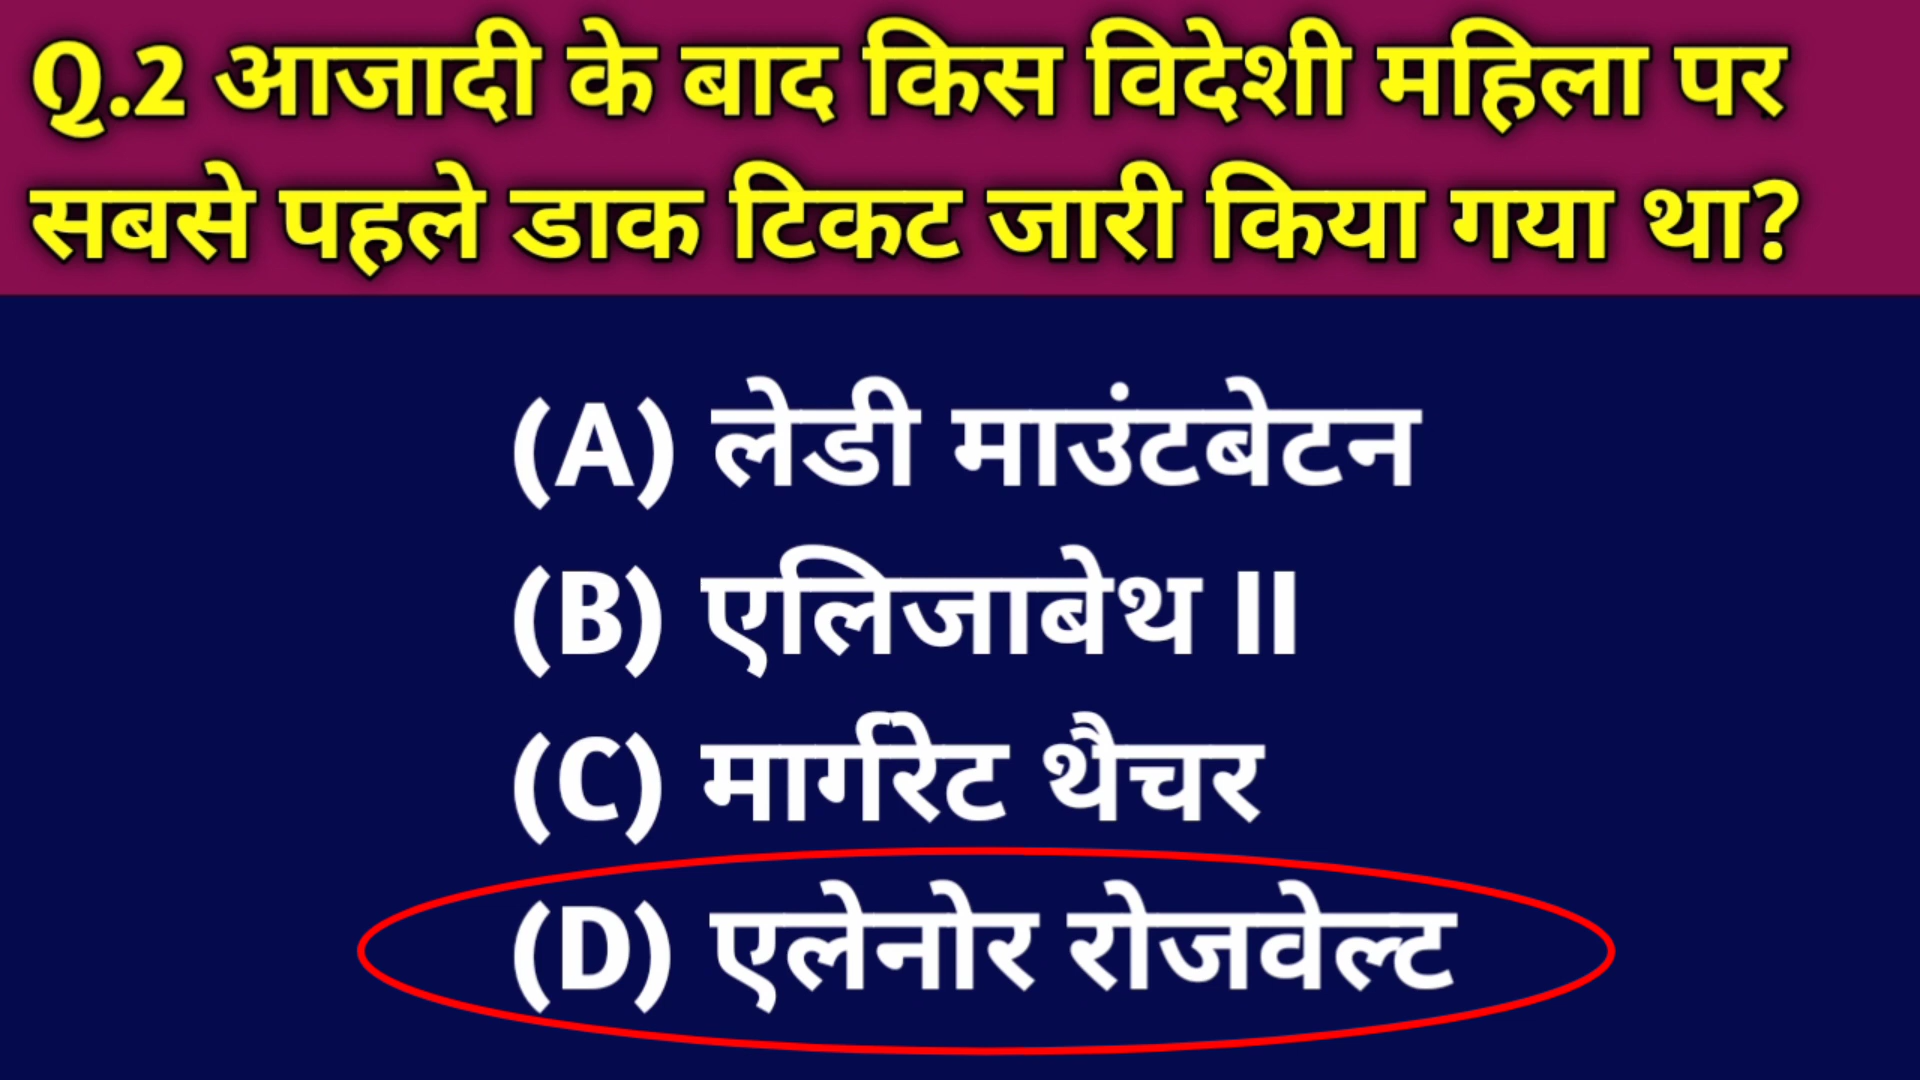 Q.2 आजादी के बाद किस विदेशी महिला पर
सबसे पहले डाक टिकट जारी किया गया था?
(A) लेडी माउंटबेटन
(B) एलिजाबेथ II
(C) मार्गरेट थैचर
(D) एलेनोर रोजवेल्ट